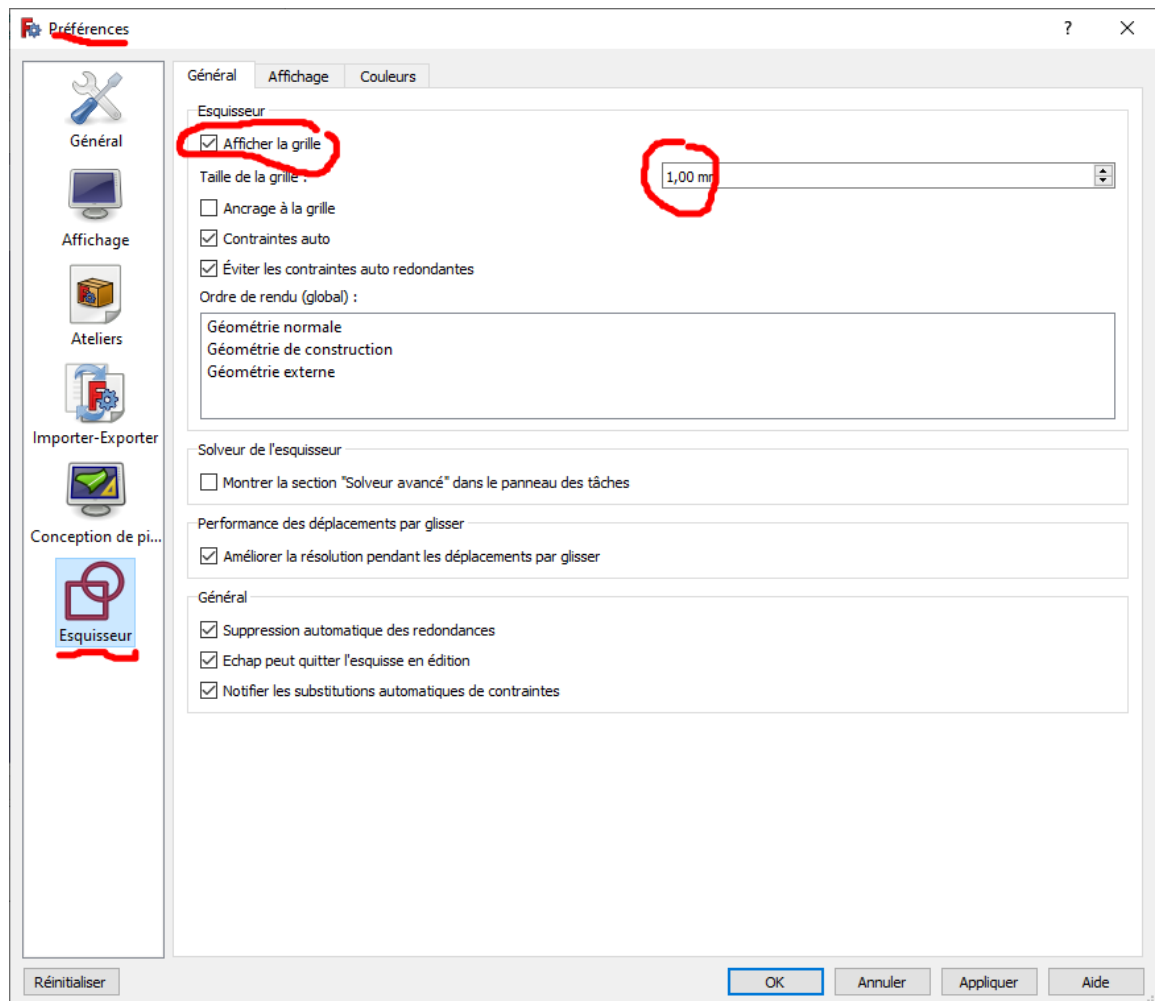 Préférences
?
Général
Affichage
Ateliers
Importer-Exporter
Conception de pi...
Esquisseur
Général Affichage Couleurs
Esquisseur
Afficher la grille
Taille de la grille :
1,00 mm
Ancrage à la grille
Contraintes auto
Éviter les contraintes auto redondantes
Ordre de rendu (global) :
Géométrie normale
Géométrie de construction
Géométrie externe
Solveur de l'esquisseur
Montrer la section "Solveur avancé" dans le panneau des tâches
Performance des déplacements par glisser
Améliorer la résolution pendant les déplacements par glisser
Général
Suppression automatique des redondances
Echap peut quitter l'esquisse en édition
Notifier les substitutions automatiques de contraintes
Réinitialiser OK Annuler Appliquer Aide